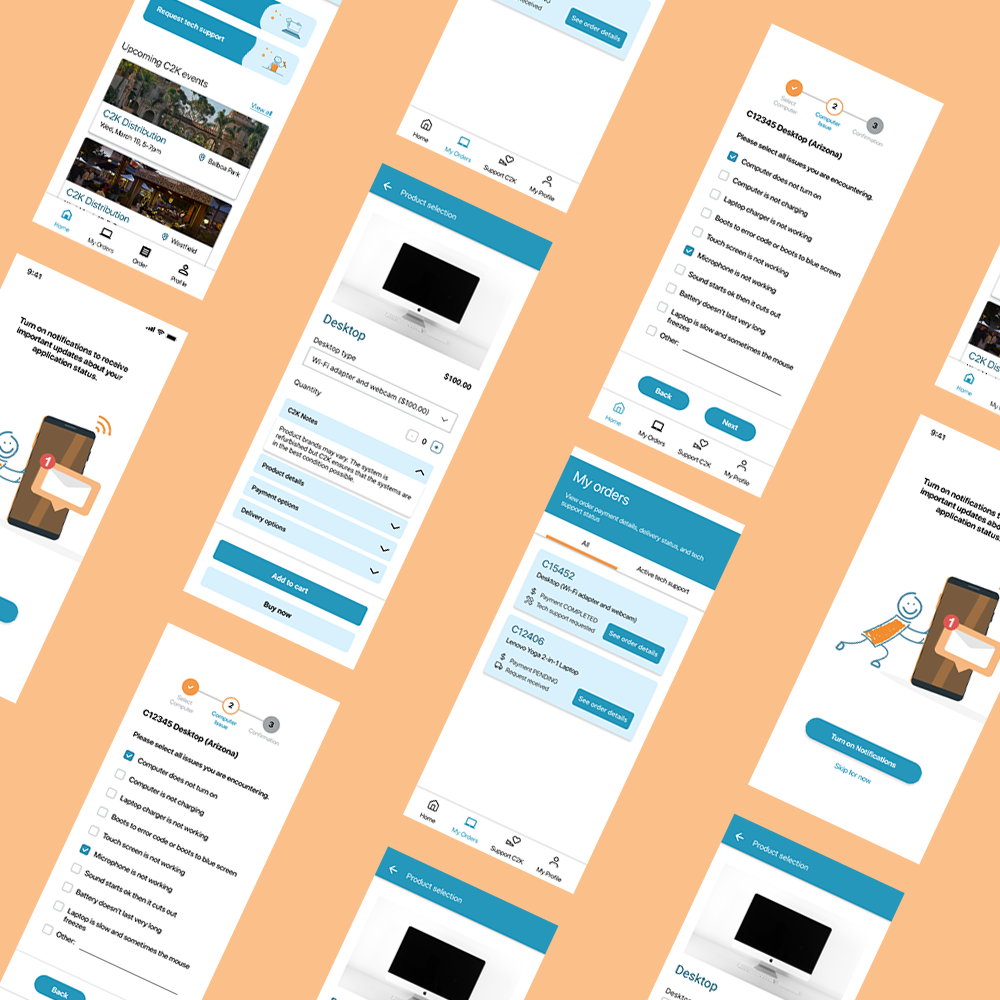 Request tech support
Upcoming C2K events
View all
C2K Distribution
Wed, March 16, 5-7pm
Balboa Park
C2K Distribution
Westfield
Home
My Orders
Order
Profile
See order details
Home
My Orders
Support C2K
My Profile
Select
Computer
2
Computer
Issue
3
Confirmation
C12345 Desktop (Arizona)
Please select all issues you are encountering.
Computer does not turn on
Computer is not charging
Laptop charger is not working
Boots to error code or boots to blue screen
Touch screen is not working
Microphone is not working
Sound starts ok then it cuts out
Battery doesn't last very long
Laptop is slow and sometimes the mouse
freezes
Other:
Back
Next
Home
My Orders
Support C2K
My Profile
9:41
Turn on notifications to receive
important updates about your
application status.
1
Product selection
Desktop
$100.00
Desktop type
Wi-Fi adapter and webcam ($100.00)
Quantity
- 0 +
C2K Notes
Product brands may vary. The system is
refurbished but C2K ensures that the systems are
in the best condition possible.
Product details
Payment options
Delivery options
Add to cart
Buy now
My orders
View order payment details, delivery status, and tech
support status
All
Active tech support
C15452
Desktop (Wi-Fi adapter and webcam)
$ Payment COMPLETED
Tech support requested
See order details
C12406
Lenovo Yoga 2-in-1 Laptop
$ Payment PENDING
Request received
See order details
Home
My Orders
Support C2K
My Profile
C2K Dis
Home
9:41
Turn on notifications t
important updates
application status.
1
Turn on Notifications
Skip for now
Select
Computer
2
Computer
Issue
3
Confirmation
C12345 Desktop (Arizona)
Please select all issues you are encountering.
Computer does not turn on
Computer is not charging
Laptop charger is not working
Boots to error code or boots to blue screen
Touch screen is not working
Microphone is not working
Sound starts ok then it cuts out
Battery doesn't last very long
Laptop is slow and sometimes the mouse
freezes
Other:
Back
Product selection
Product selection
Desktop